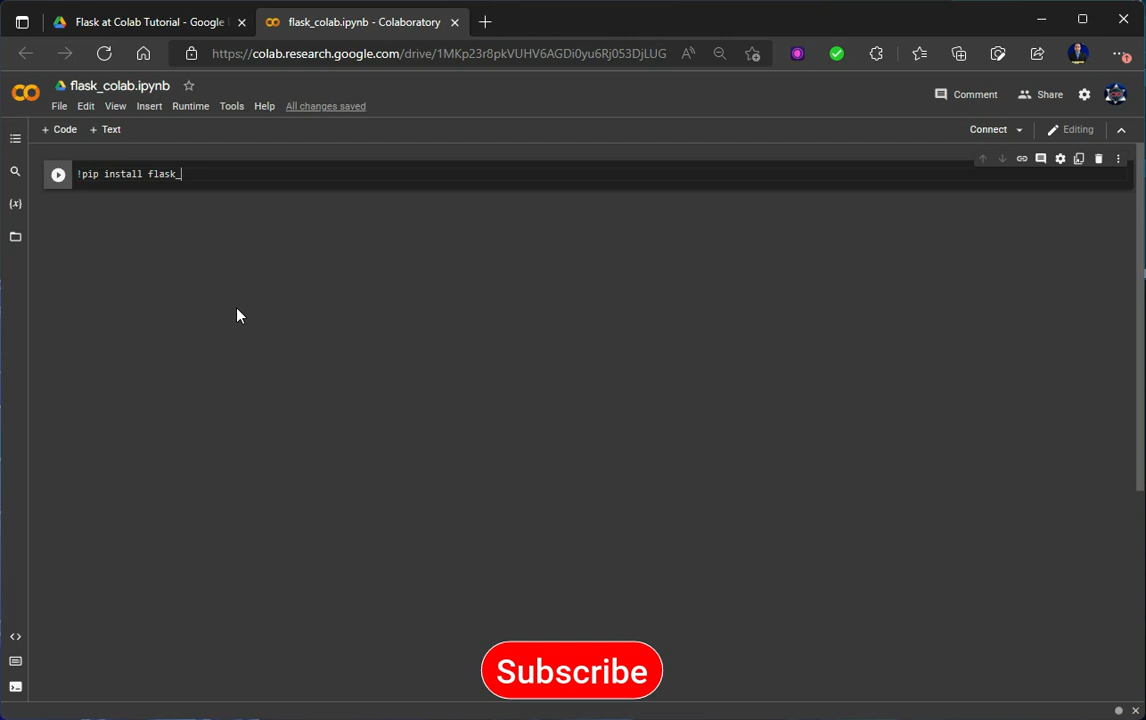 Flask at Colab Tutorial - Google
flask_colab.ipynb - Colaboratory
https://colab.research.google.com/drive/1MKp23r8pkVUHV6AGDi0yu6Rj053DjLUG
flask_colab.ipynb
File Edit View Insert Runtime Tools Help All changes saved
Comment Share
+ Code + Text
Connect Editing
!pip install flask_
Subscribe